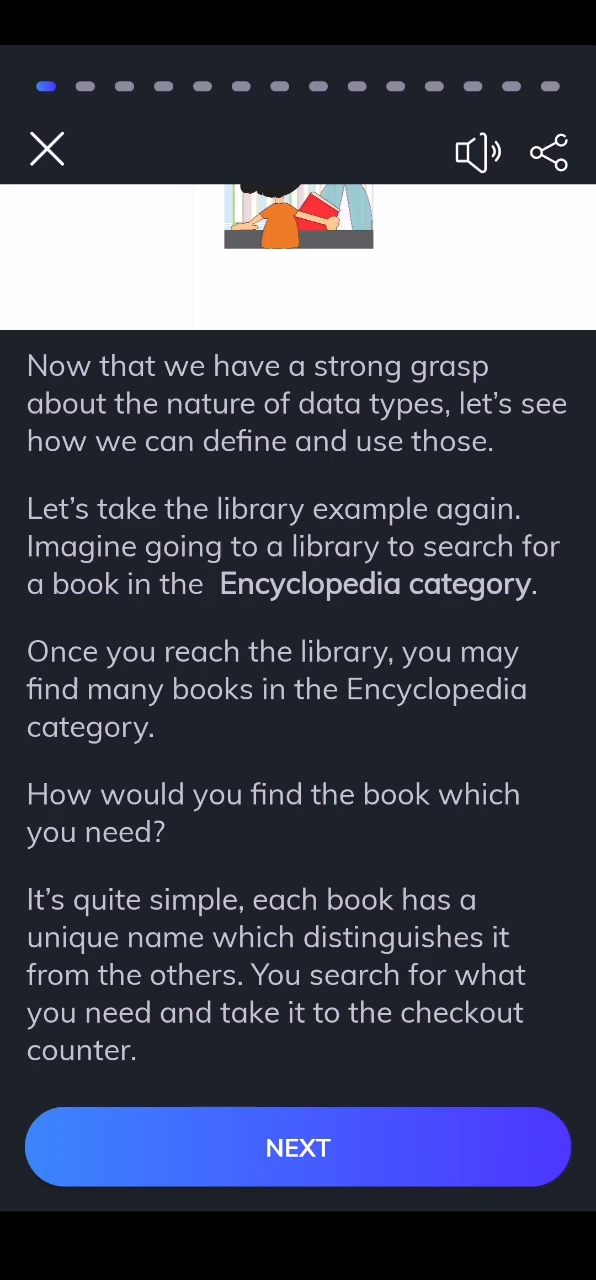 Now that we have a strong grasp
about the nature of data types, let’s see
how we can define and use those.
Let’s take the library example again.
Imagine going to a library to search for
a book in the  Encyclopedia category.
Once you reach the library, you may
find many books in the Encyclopedia
category.
How would you find the book which
you need?
It’s quite simple, each book has a
unique name which distinguishes it
from the others. You search for what
you need and take it to the checkout
counter.
NEXT